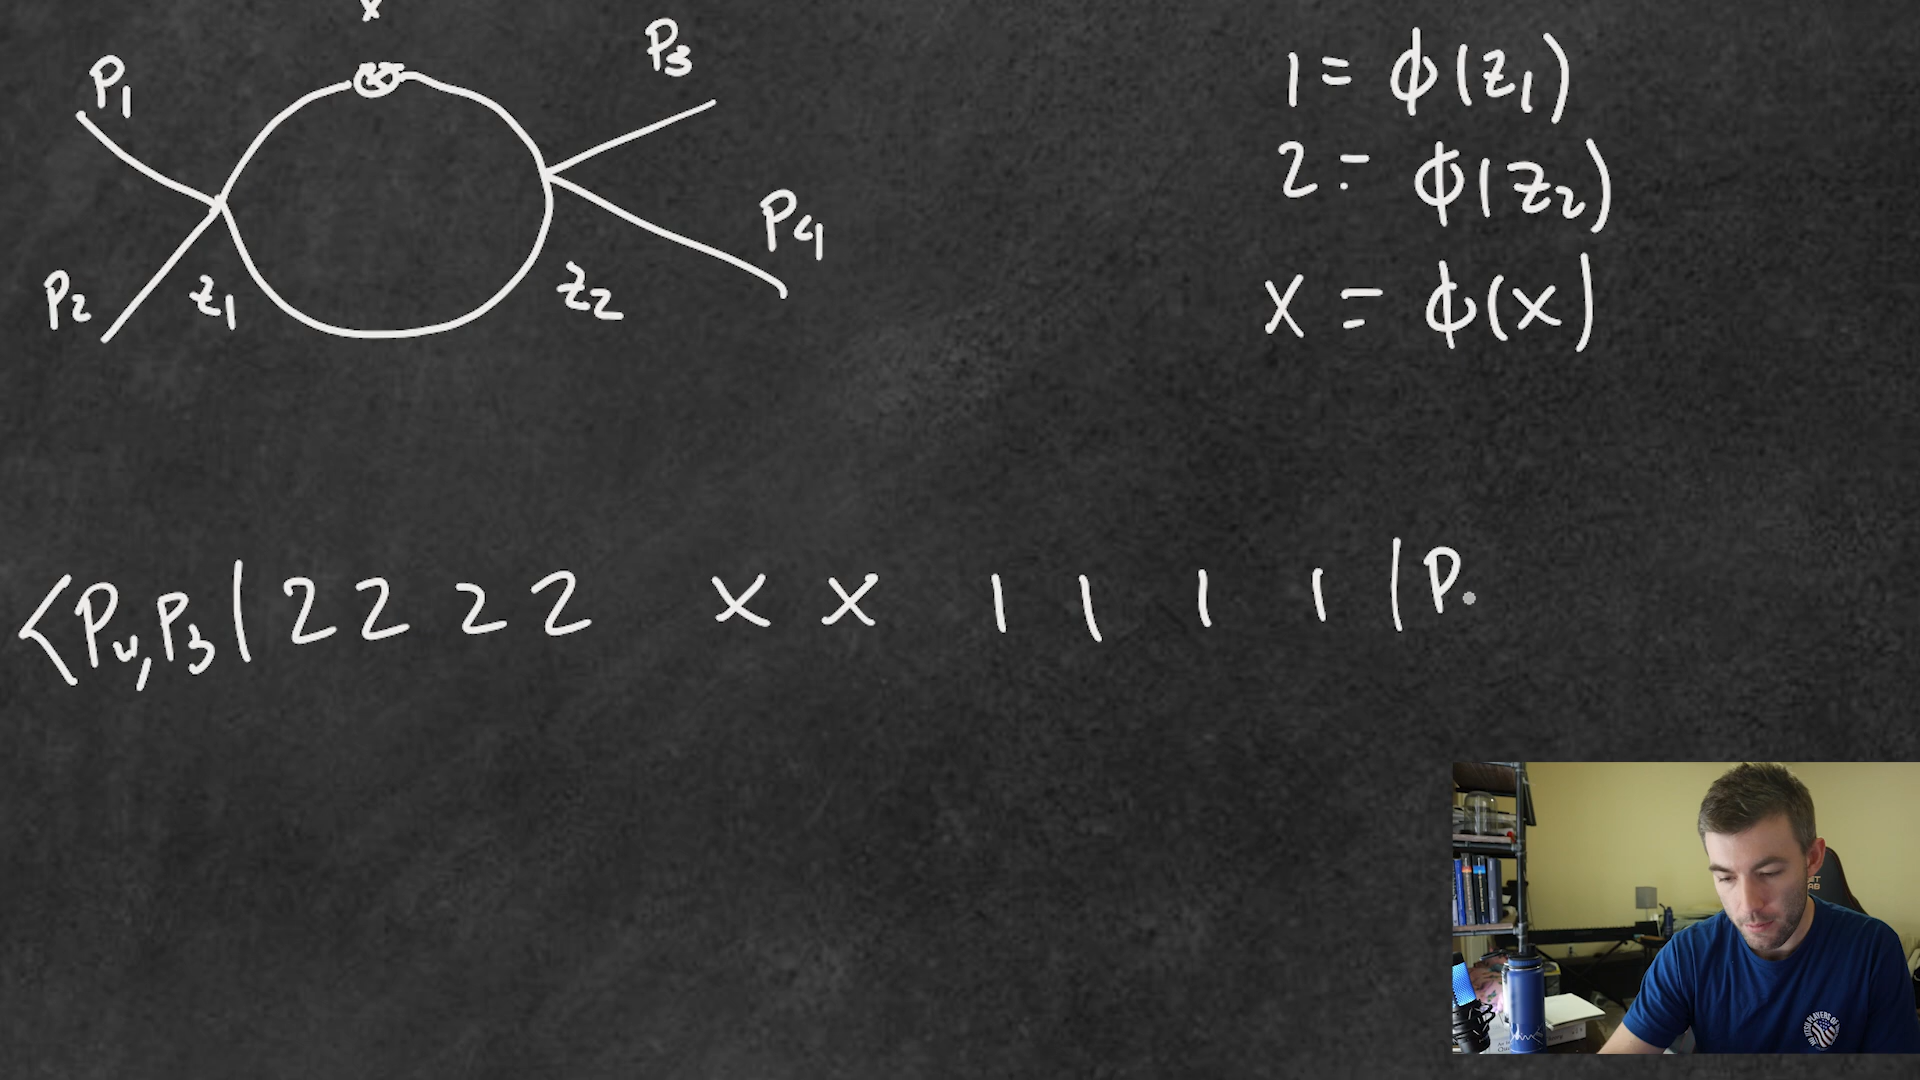 x
P1
P3
1 = ϕ(z1)
P2
z1
z2
P4
2 = ϕ(z2)
x = ϕ(x)
⟨P4, P3| 2 2 2 2 x x 1 1 1 1 |P